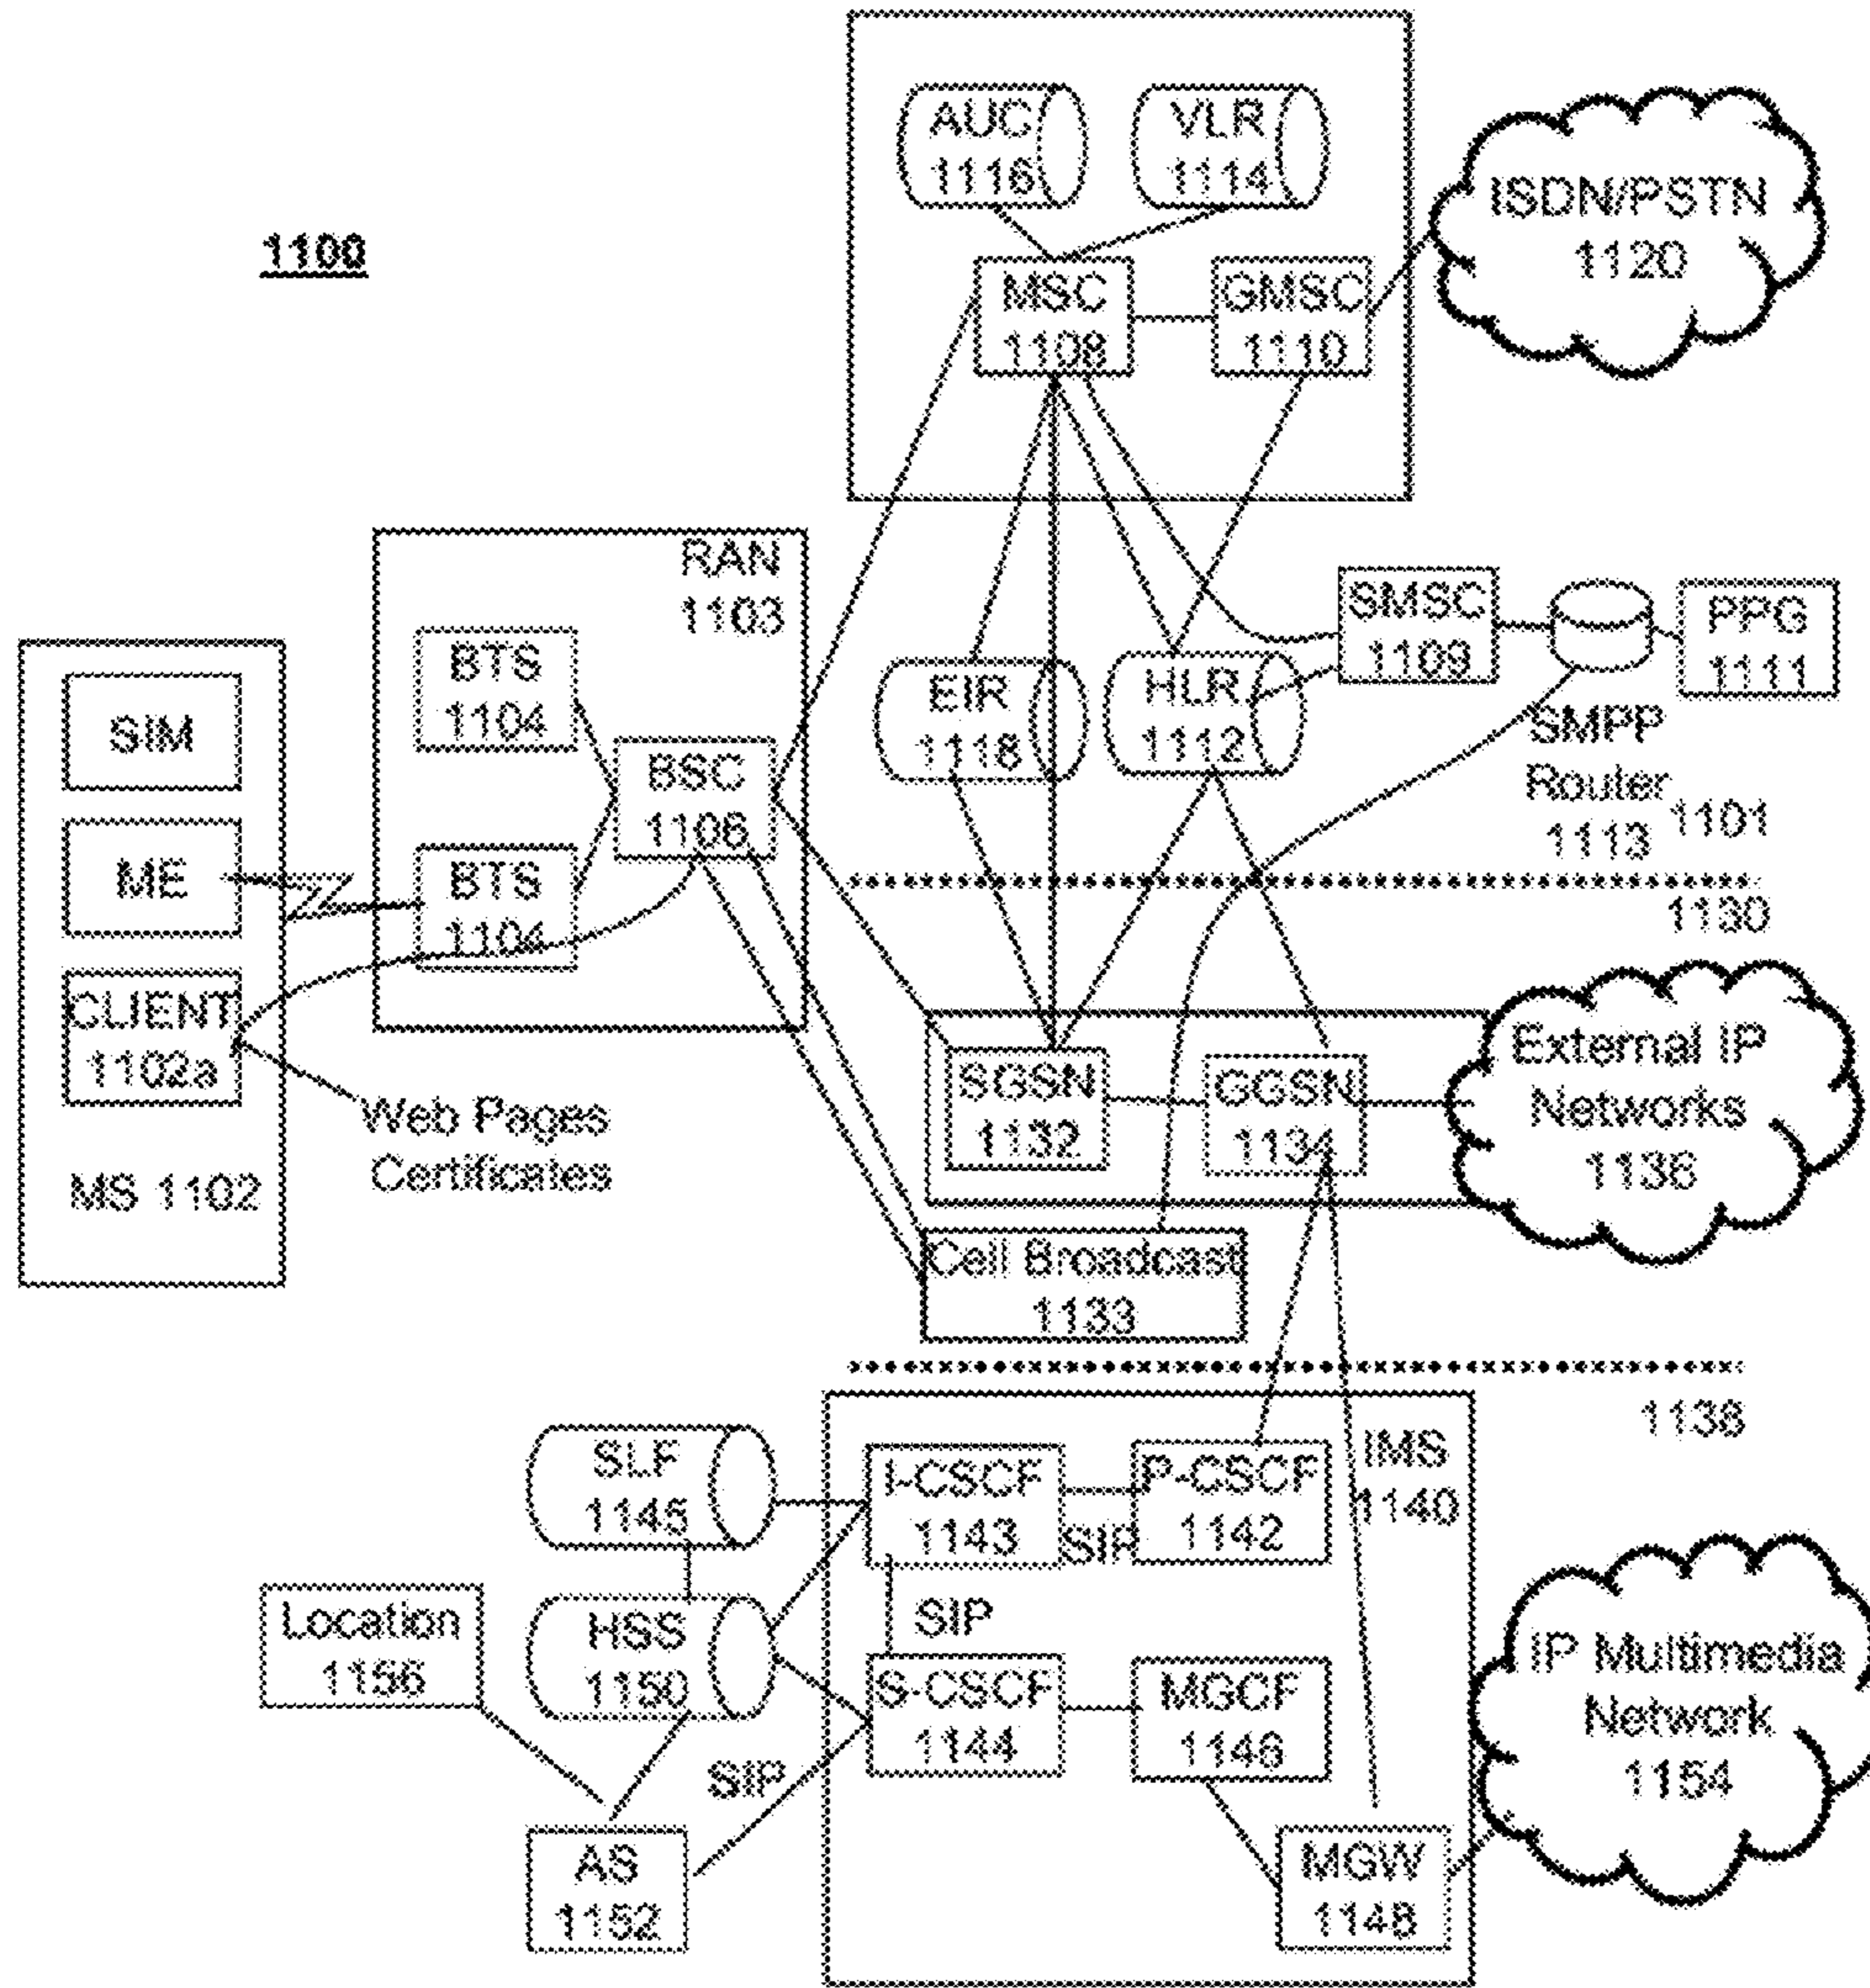 1100
AUC
1116
VLR
1114
ISDN/PSTN
1120
MSC
1108
GMSC
1110
RAN
1103
BTS
1104
BSC
1106
BTS
1104
SIM
ME
CLIENT
1102a
MS 1102
Web Pages
Certificates
EIR
1118
HLR
1112
SMSC
1109
PPG
1111
SMPP
Router
1113
1101
1130
SGSN
1132
GGSN
1134
External IP
Networks
1136
Cell Broadcast
1133
1138
SLF
1145
I-CSCF
1143
SIP
P-CSCF
1142
IMS
1140
Location
1156
HSS
1150
SIP
S-CSCF
1144
MGCF
1146
IP Multimedia
Network
1154
SIP
AS
1152
MGW
1148